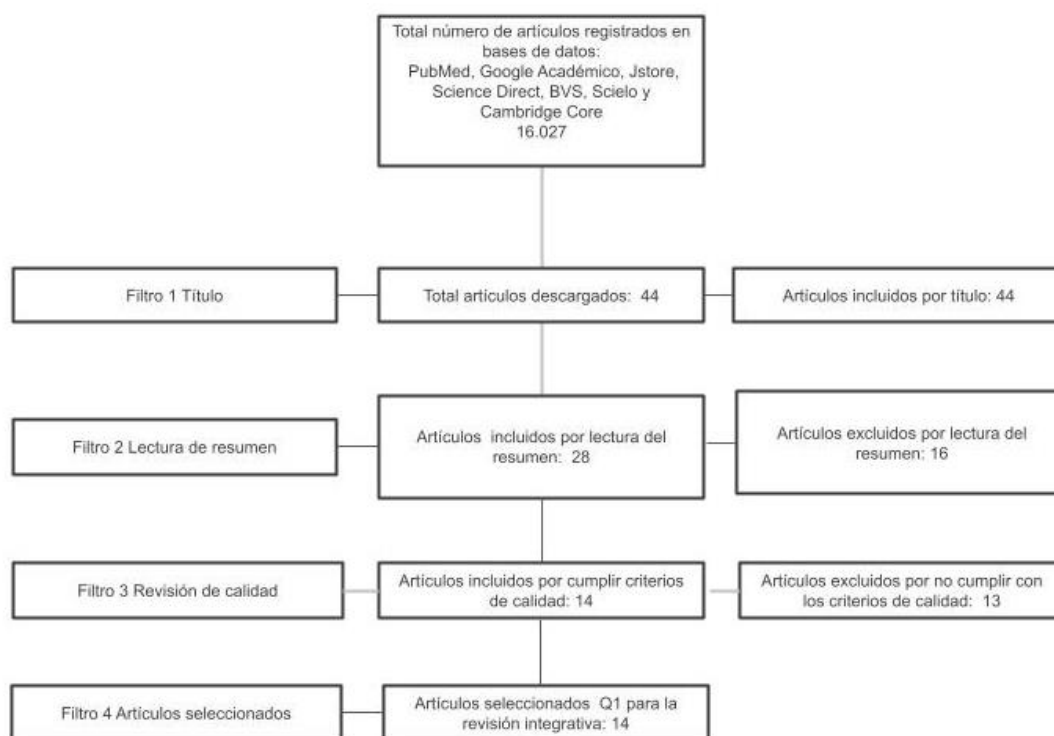 Total número de artículos registrados en
bases de datos:
PubMed, Google Académico, Jstore,
Science Direct, BVS, Scielo y
Cambridge Core
16.027
Filtro 1 Título
Total artículos descargados: 44
Artículos incluidos por título: 44
Filtro 2 Lectura de resumen
Artículos incluidos por lectura del
resumen: 28
Artículos excluidos por lectura del
resumen: 16
Filtro 3 Revisión de calidad
Artículos incluidos por cumplir criterios
de calidad: 14
Artículos excluidos por no cumplir con
los criterios de calidad: 13
Filtro 4 Artículos seleccionados
Artículos seleccionados Q1 para la
revisión integrativa: 14